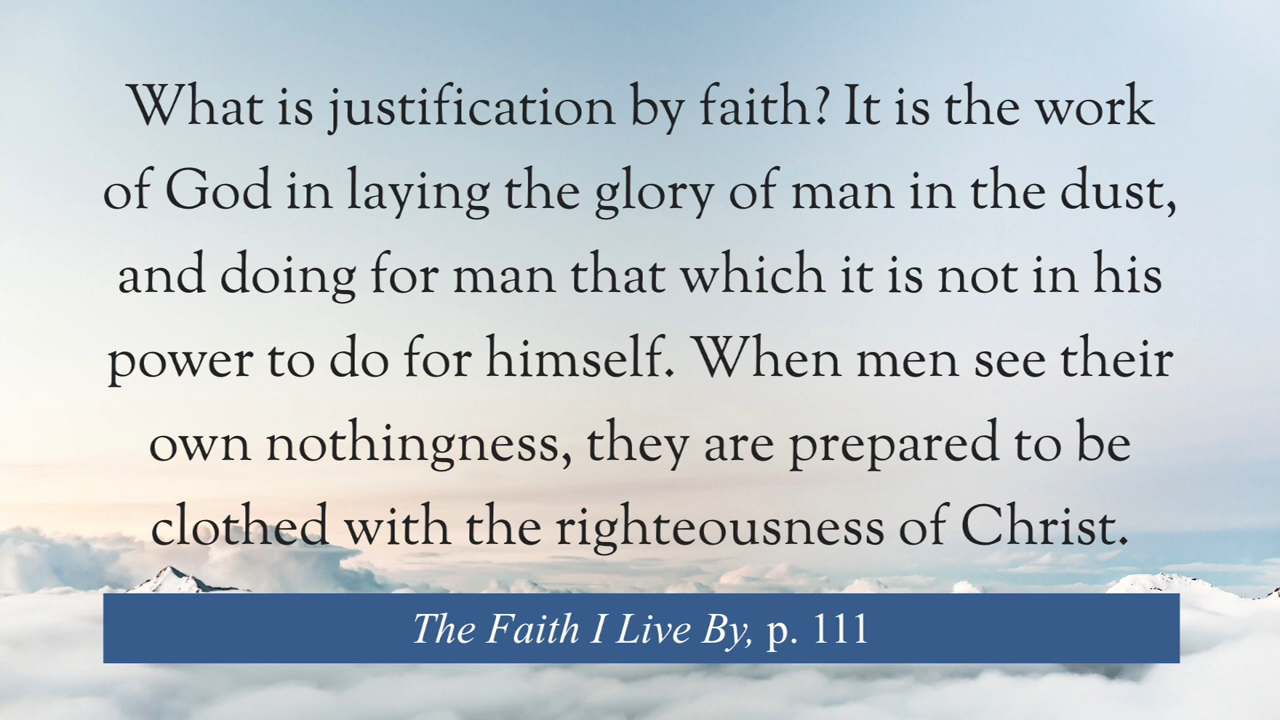 What is justification by faith? It is the work
of God in laying the glory of man in the dust,
and doing for man that which it is not in his
power to do for himself. When men see their
own nothingness, they are prepared to be
clothed with the righteousness of Christ.
The Faith I Live By, p. 111